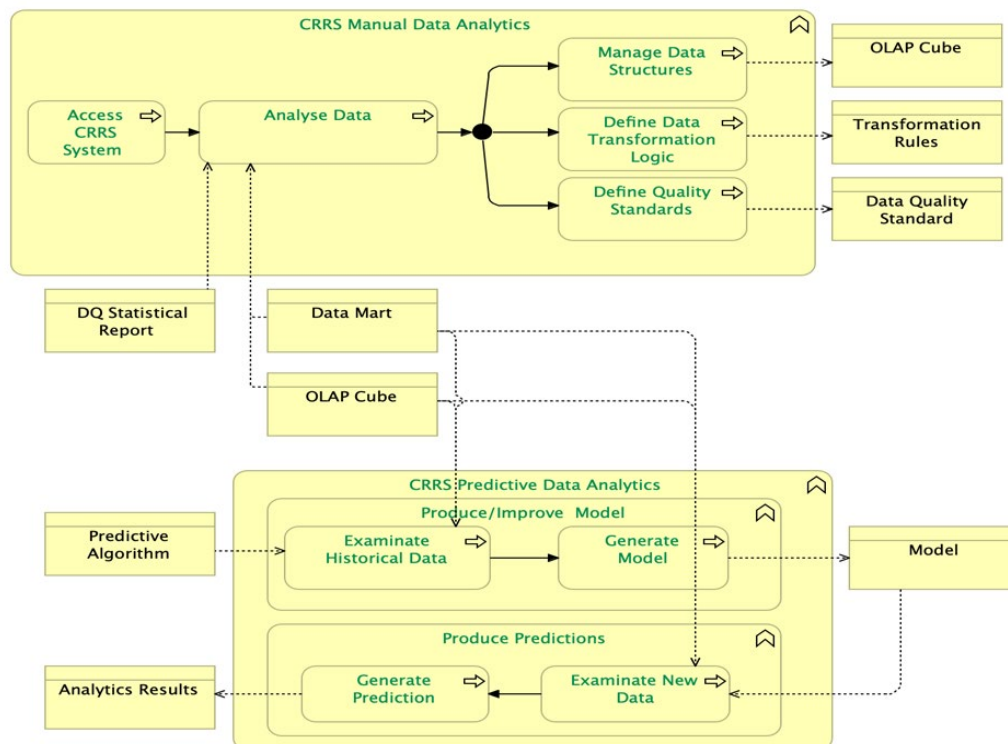 CRRS Manual Data Analytics
Access
CRRS
System
Analyse Data
Manage Data
Structures
Define Data
Transformation
Logic
Define Quality
Standards
OLAP Cube
Transformation
Rules
Data Quality
Standard
DQ Statistical
Report
Data Mart
OLAP Cube
CRRS Predictive Data Analytics
Produce/Improve Model
Predictive
Algorithm
Examinate
Historical Data
Generate
Model
Model
Produce Predictions
Analytics Results
Generate
Prediction
Examinate New
Data